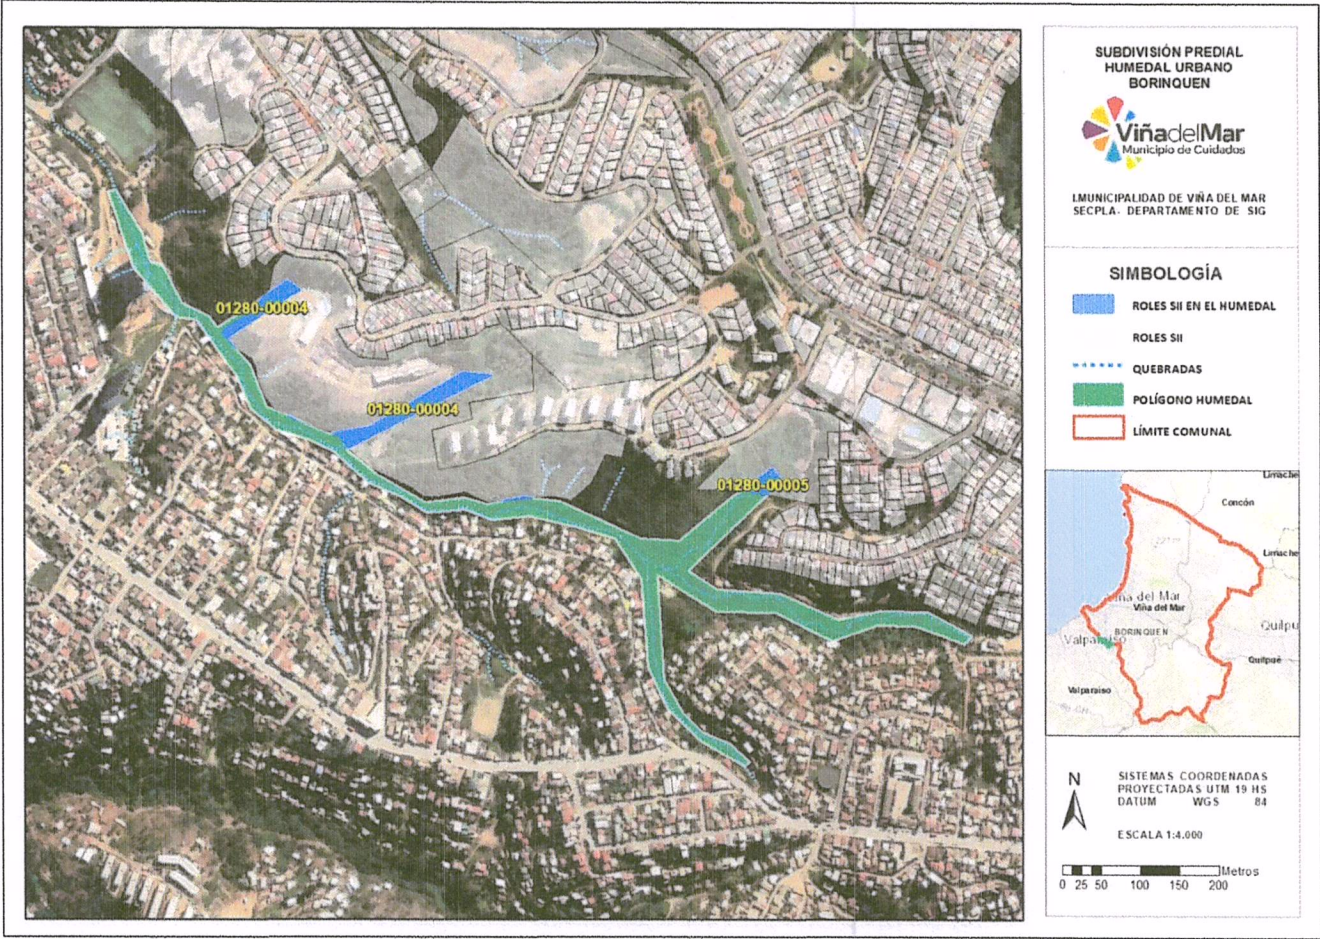 01280-00004
01280-00004
01280-00005
SUBDIVISIÓN PREDIAL
HUMEDAL URBANO
BORINQUEN
ViñadelMar
Municipio de Cuidados
I.MUNICIPALIDAD DE VIÑA DEL MAR
SECPLA- DEPARTAMENTO DE SIG
SIMBOLOGÍA
ROLES SII EN EL HUMEDAL
ROLES SII
QUEBRADAS
POLÍGONO HUMEDAL
LÍMITE COMUNAL
Limache
Concón
Limache
Viña del Mar
Viña del Mar
BORINQUEN
Valparaíso
Quilpu
Quilpué
Valparaiso
N
SISTEMAS COORDENADAS
PROYECTADAS UTM 19 HS
DATUM WGS 84
ESCALA 1:4.000
Metros
0 25 50 100 150 200